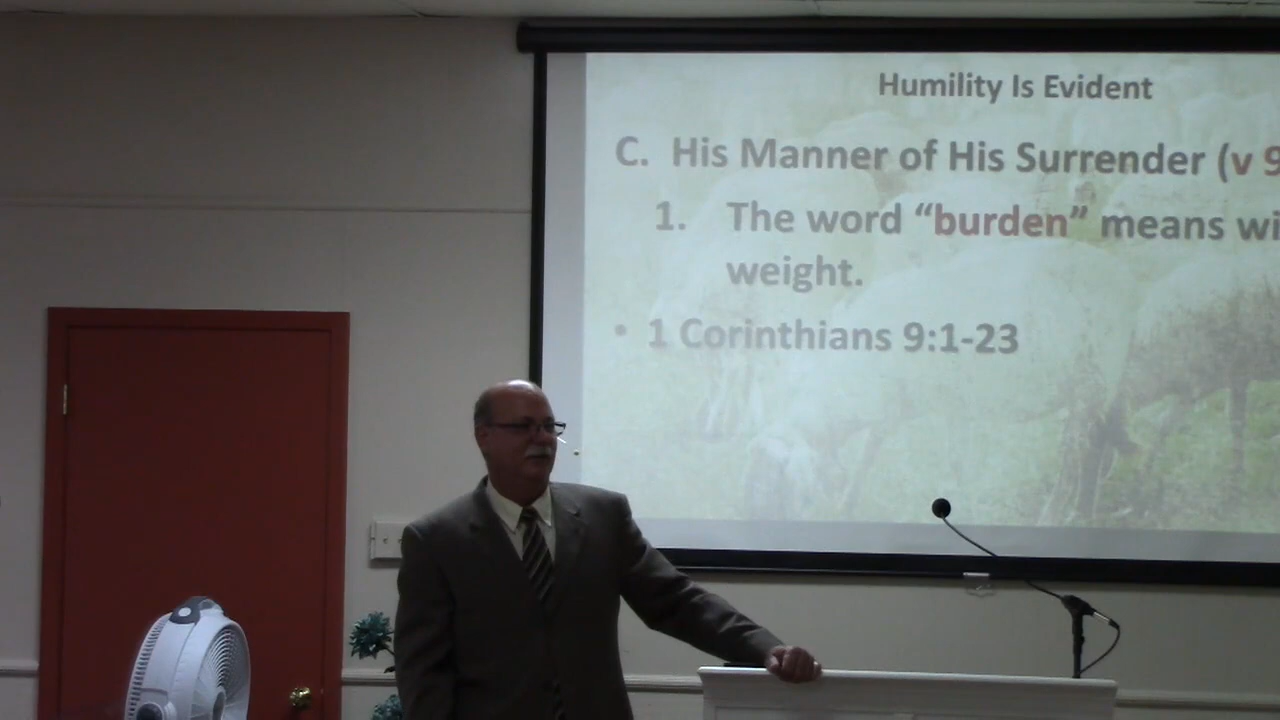 Humility Is Evident
C. His Manner of His Surrender (v 9
1. The word “burden” means
weight.
• 1 Corinthians 9:1-23